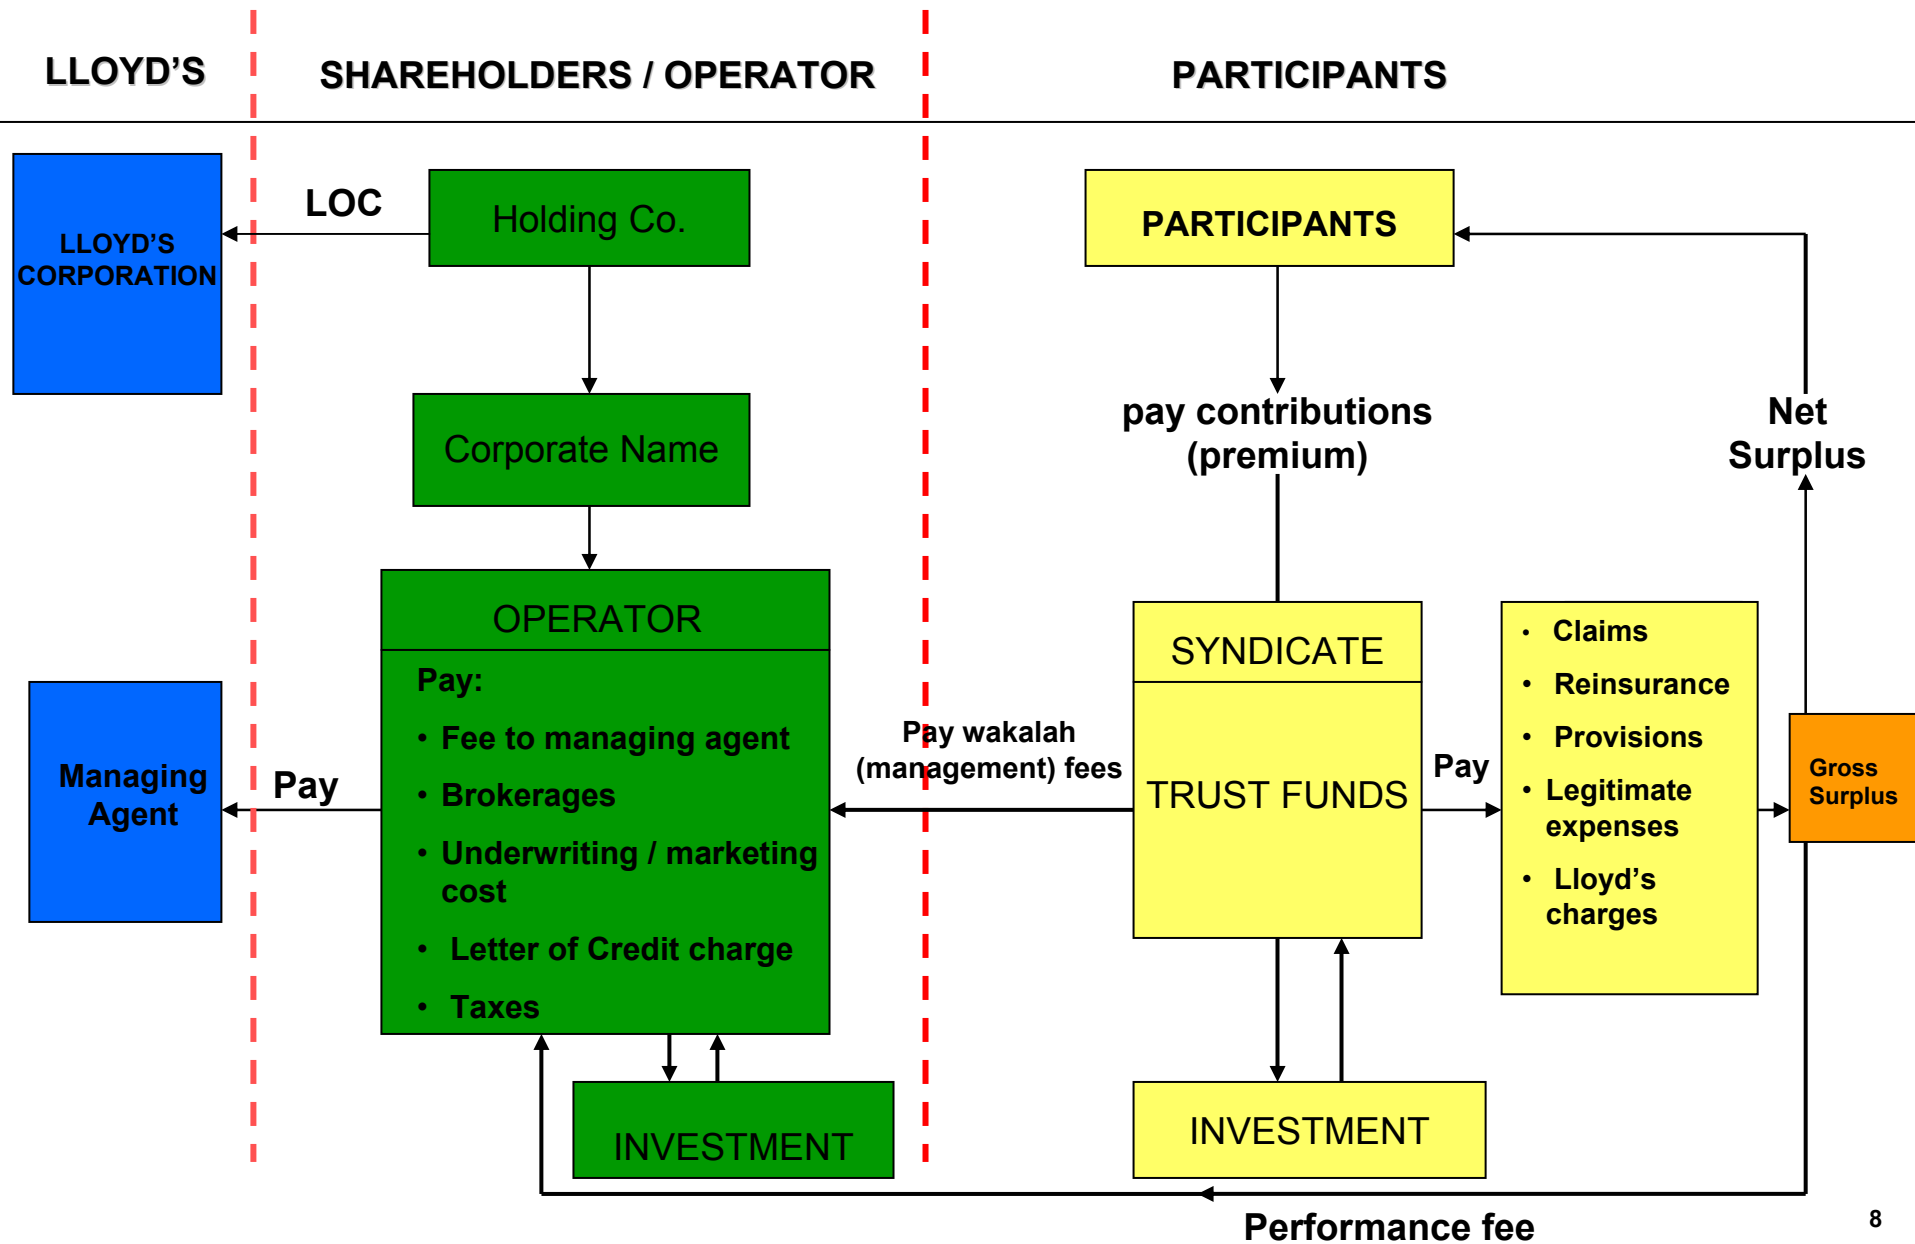 LLOYD’S
SHAREHOLDERS / OPERATOR
PARTICIPANTS
LLOYD’S
CORPORATION
LOC
Holding Co.
PARTICIPANTS
Corporate Name
pay contributions
(premium)
Net
Surplus
OPERATOR
Pay:
• Fee to managing agent
• Brokerages
• Underwriting / marketing
cost
• Letter of Credit charge
• Taxes
Managing
Agent
Pay
Pay wakalah
(management) fees
SYNDICATE
TRUST FUNDS
Pay
• Claims
• Reinsurance
• Provisions
• Legitimate
expenses
• Lloyd’s
charges
Gross
Surplus
INVESTMENT
INVESTMENT
Performance fee
8